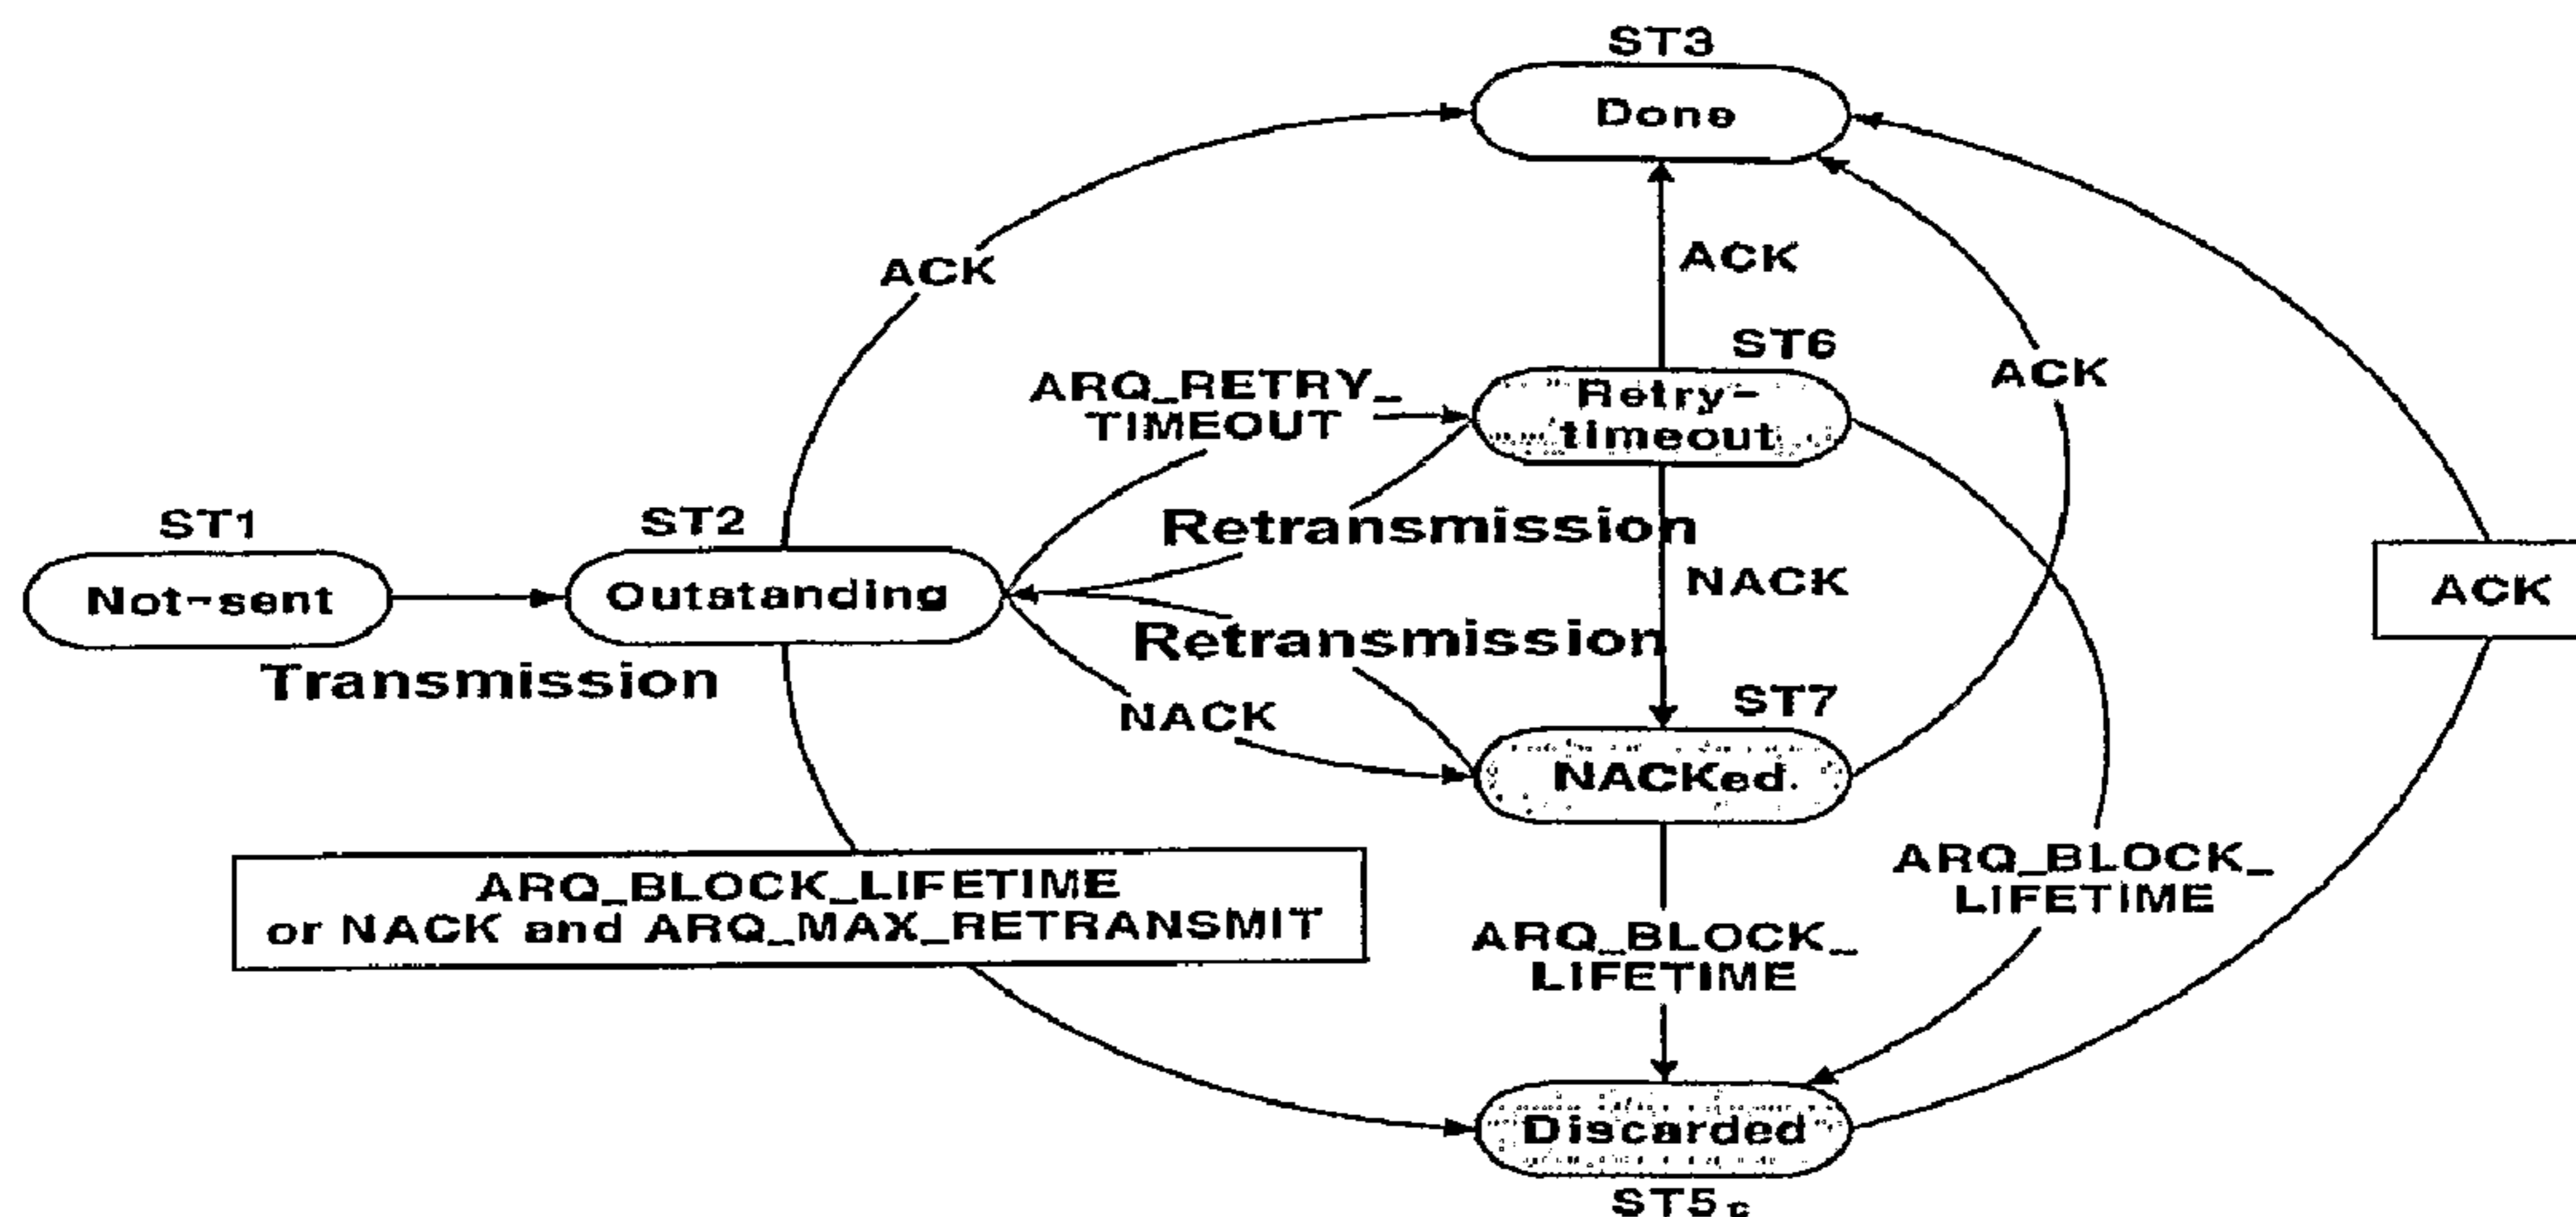 ST3
Done
ACK
ACK
ST6
Retry-
timeout
ARQ_RETRY_
TIMEOUT
ACK
Retransmission
ST1
Not-sent
ST2
Outstanding
NACK
ACK
Transmission
Retransmission
NACK
ST7
NACKed.
ARQ_BLOCK_LIFETIME
or NACK and ARQ_MAX_RETRANSMIT
ARQ_BLOCK_
LIFETIME
ARQ_BLOCK_
LIFETIME
Discarded
ST5